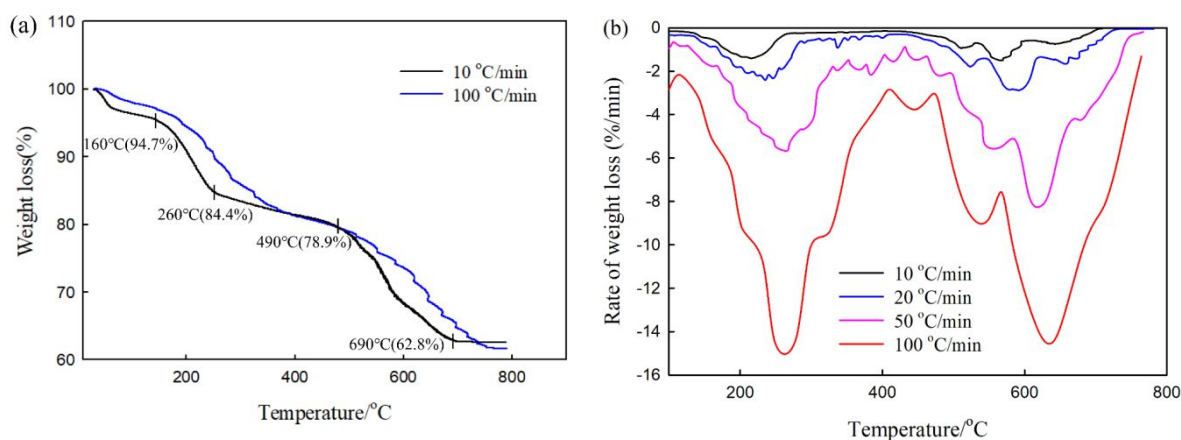 (a)
110
100
90
80
70
60
Weight loss(%)
10 °C/min
100 °C/min
160℃(94.7%)
260℃(84.4%)
490℃(78.9%)
690℃(62.8%)
200
400
600
800
Temperature/°C
(b)
0
-2
-4
-6
-8
-10
-12
-14
-16
Rate of weight loss (%/min)
10 °C/min
20 °C/min
50 °C/min
100 °C/min
200
400
600
800
Temperature/°C